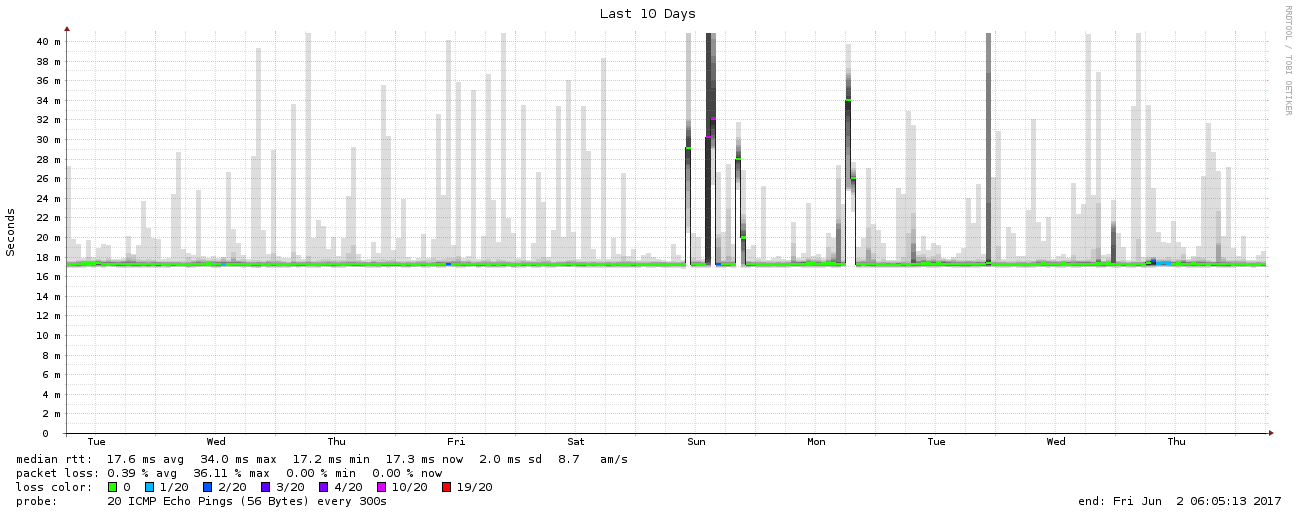 Last 10 Days
RRDTOOL / TOBI OETIKER
Seconds
40 m
38 m
36 m
34 m
32 m
30 m
28 m
26 m
24 m
22 m
20 m
18 m
16 m
14 m
12 m
10 m
8 m
6 m
4 m
2 m
0
Tue Wed Thu Fri Sat Sun Mon Tue Wed Thu
median rtt: 17.6 ms avg 34.0 ms max 17.2 ms min 17.3 ms now 2.0 ms sd 8.7 am/s
packet loss: 0.39 % avg 36.11 % max 0.00 % min 0.00 % now
loss color: 0 1/20 2/20 3/20 4/20 10/20 19/20
probe: 20 ICMP Echo Pings (56 Bytes) every 300s end: Fri Jun 2 06:05:13 2017